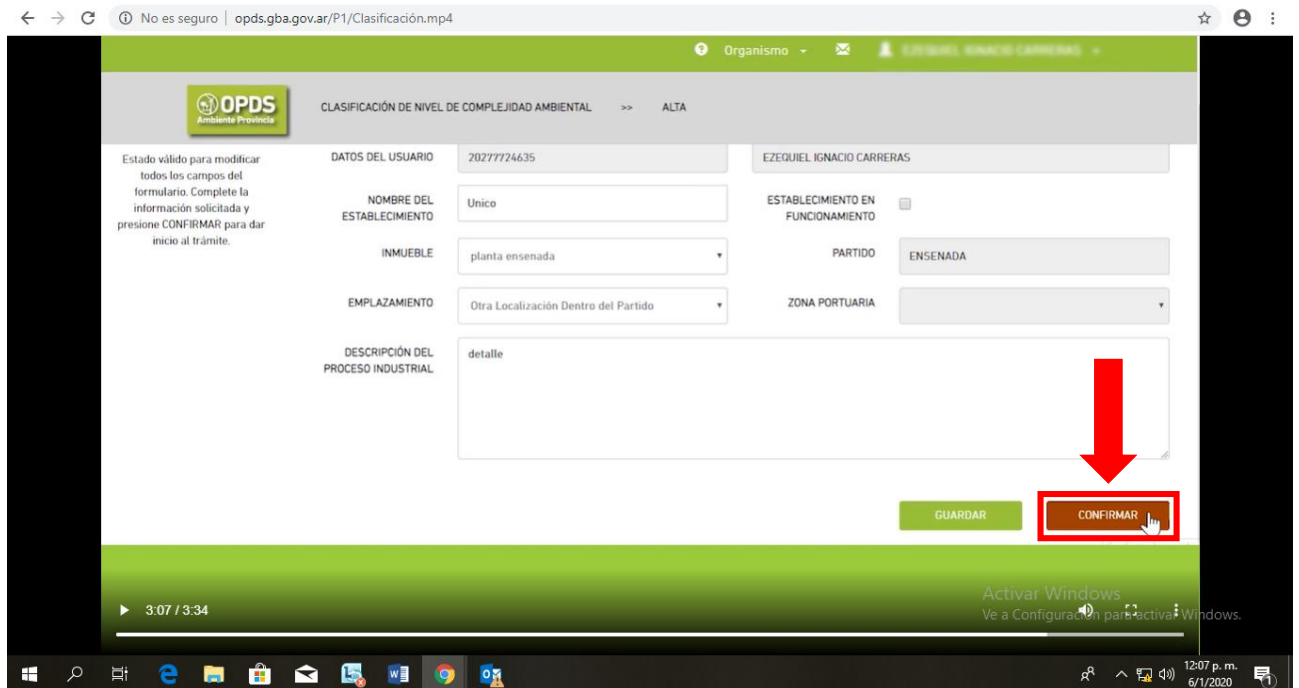 No es seguro | opds.gba.gov.ar/P1/Clasificación.mp4
Organismo
EZEQUIEL IGNACIO CARRERAS
OPDS
Ambiente Provincia
CLASIFICACIÓN DE NIVEL DE COMPLEJIDAD AMBIENTAL >> ALTA
Estado válido para modificar
todos los campos del
formulario. Complete la
información solicitada y
presione CONFIRMAR para dar
inicio al trámite.
DATOS DEL USUARIO
20277724635
EZEQUIEL IGNACIO CARRERAS
NOMBRE DEL
ESTABLECIMIENTO
Unico
ESTABLECIMIENTO EN
FUNCIONAMIENTO
INMUEBLE
planta ensenada
PARTIDO
ENSENADA
EMPLAZAMIENTO
Otra Localización Dentro del Partido
ZONA PORTUARIA
DESCRIPCIÓN DEL
PROCESO INDUSTRIAL
detalle
GUARDAR
CONFIRMAR
Activar Windows
Ve a Configuración para activar Windows.
3:07 / 3:34
12:07 p. m.
6/1/2020